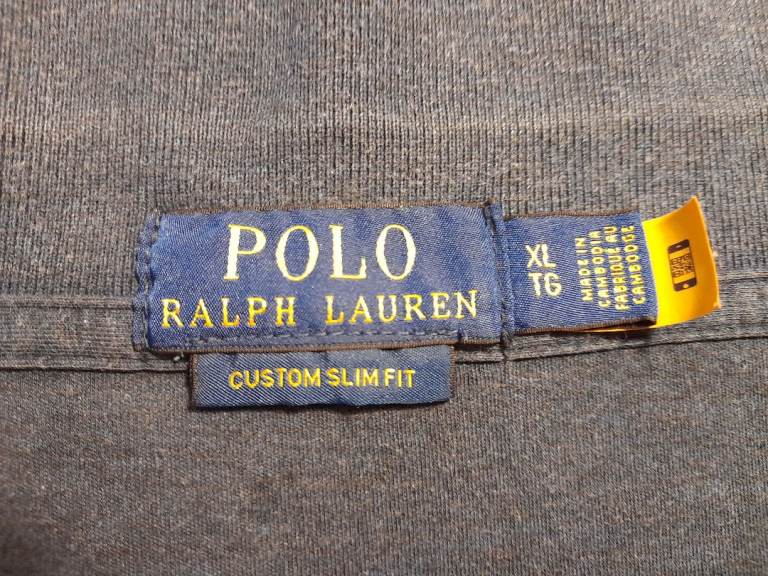 POLO
RALPH LAUREN
CUSTOM SLIM FIT
XL
TG
MADE IN
CAMBODIA
FABRIQUÉ AU
CAMBODGE